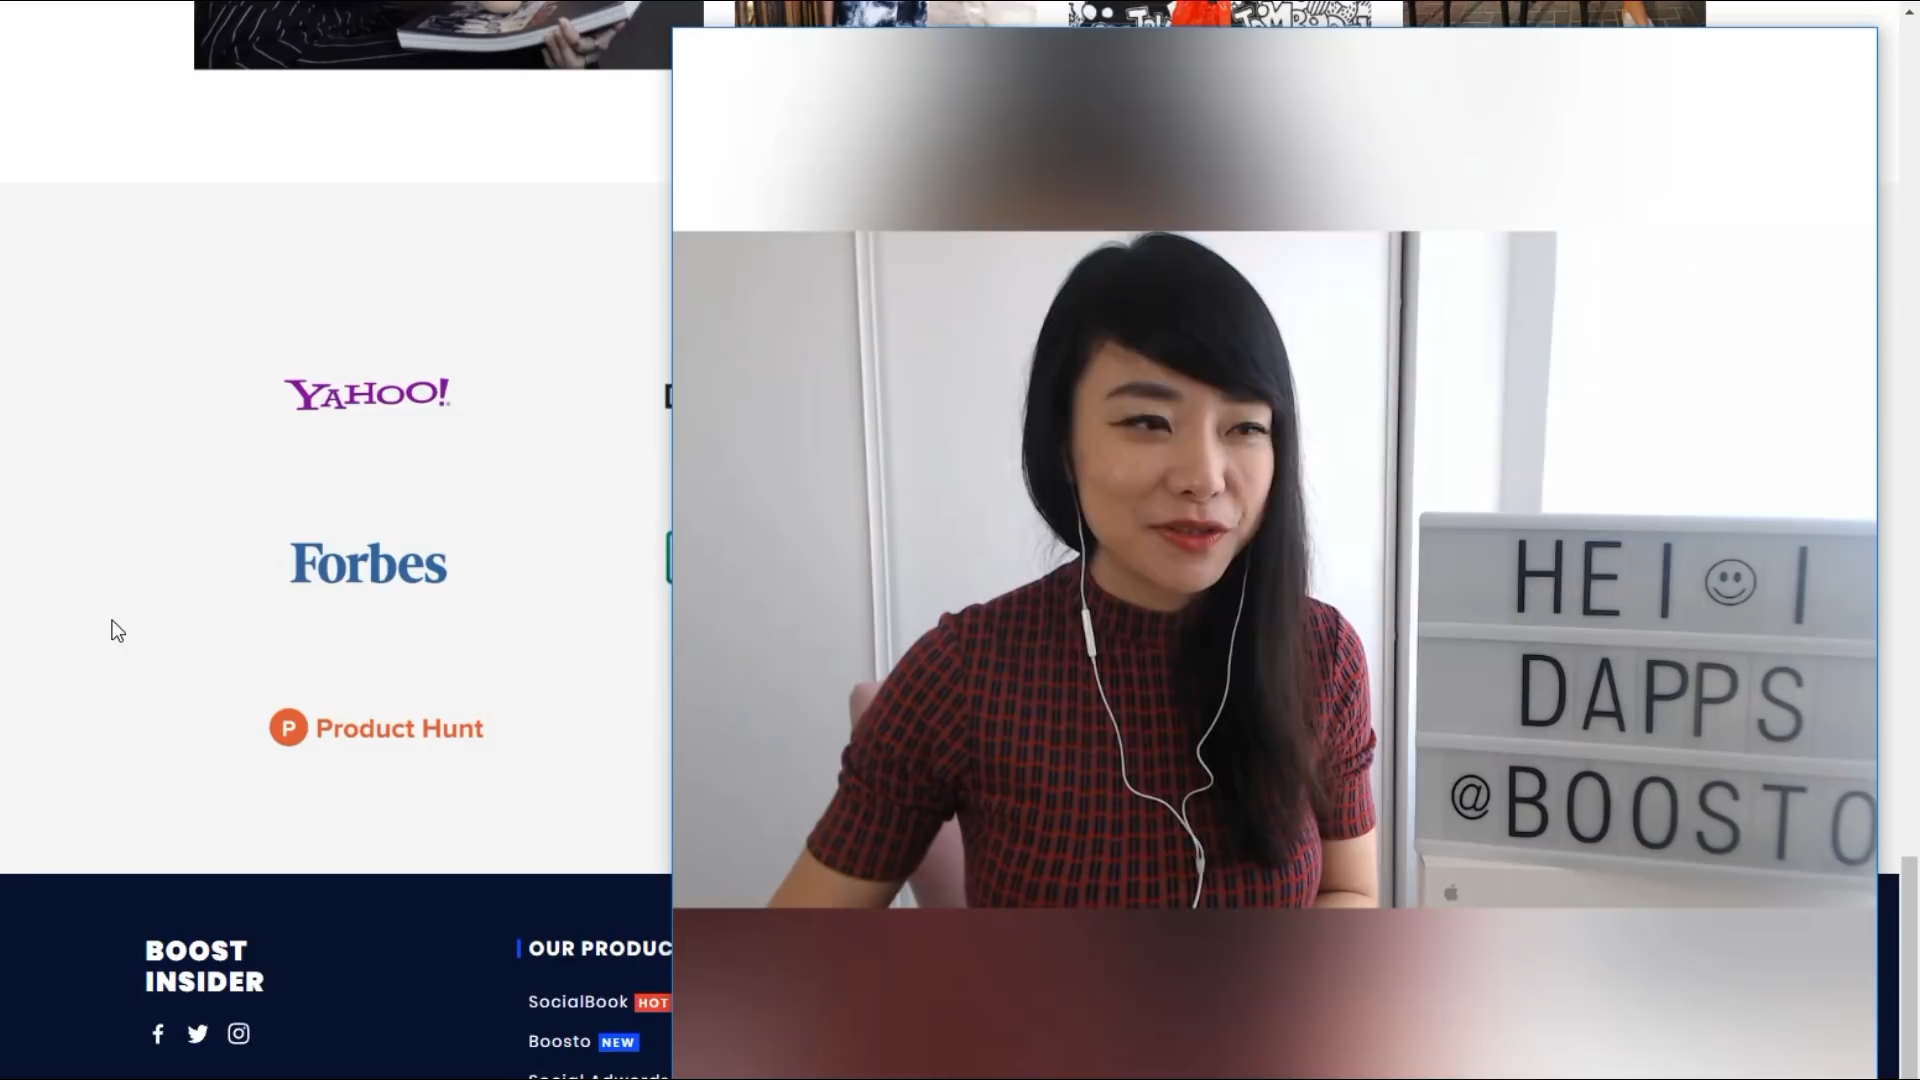 YAHOO!
Forbes
P Product Hunt
HEI ☺ I
DAPPS
@BOOSTO
BOOST
INSIDER
OUR PRODUC
SocialBook HOT
Boosto NEW